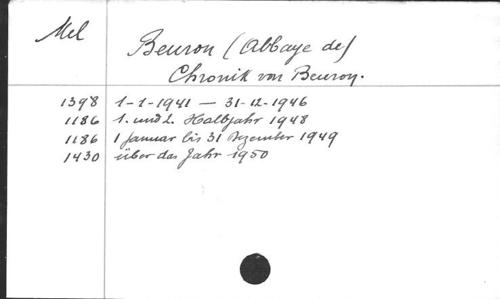 Mel
Beuron (Abbaye de)
Chronik von Beuron.
1398 1-1-1941 — 31-12-1946
1186 1. und 2. Halbjahr 1948
1186 1 Januar bis 31 Dezember 1949
1430 über das Jahr 1950